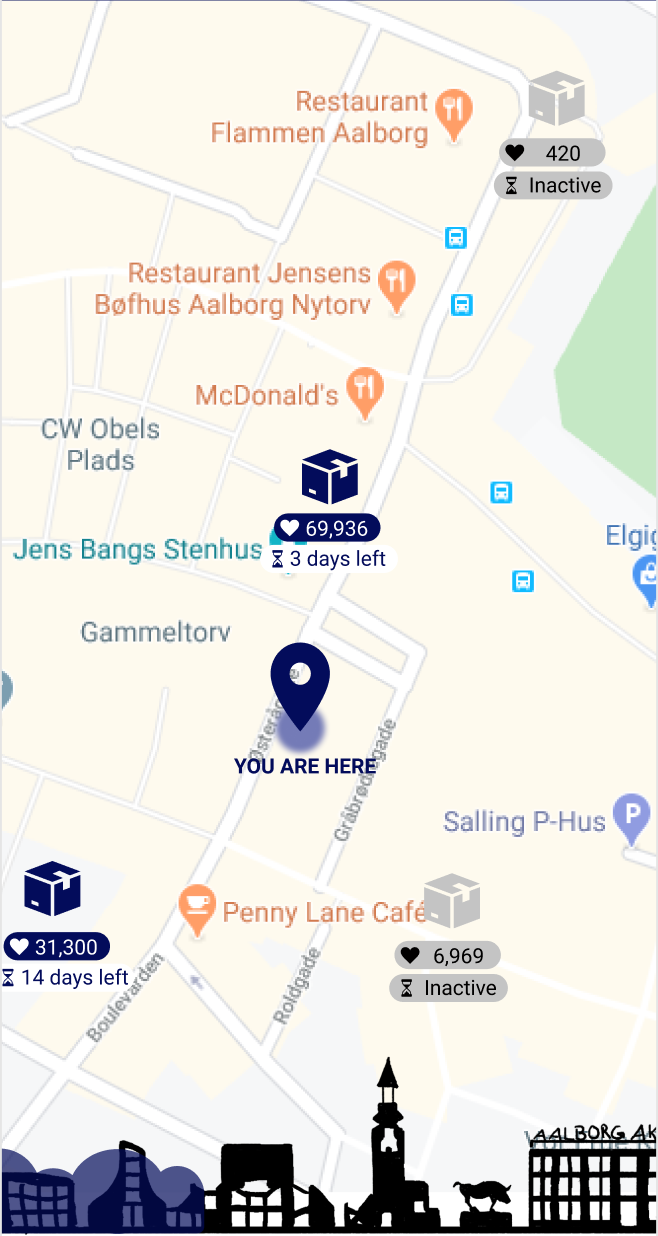 Restaurant
Flammen Aalborg
420
Inactive
Restaurant Jensens
Bøfhus Aalborg Nytorv
McDonald's
CW Obels
Plads
69,936
Jens Bangs Stenhus
3 days left
Elgig
Gammeltorv
YOU ARE HERE
Gråbrødregade
Salling P-Hus
P
Penny Lane Café
31,300
14 days left
6,969
Inactive
Boulevarden
Roldgade
AALBORG AK